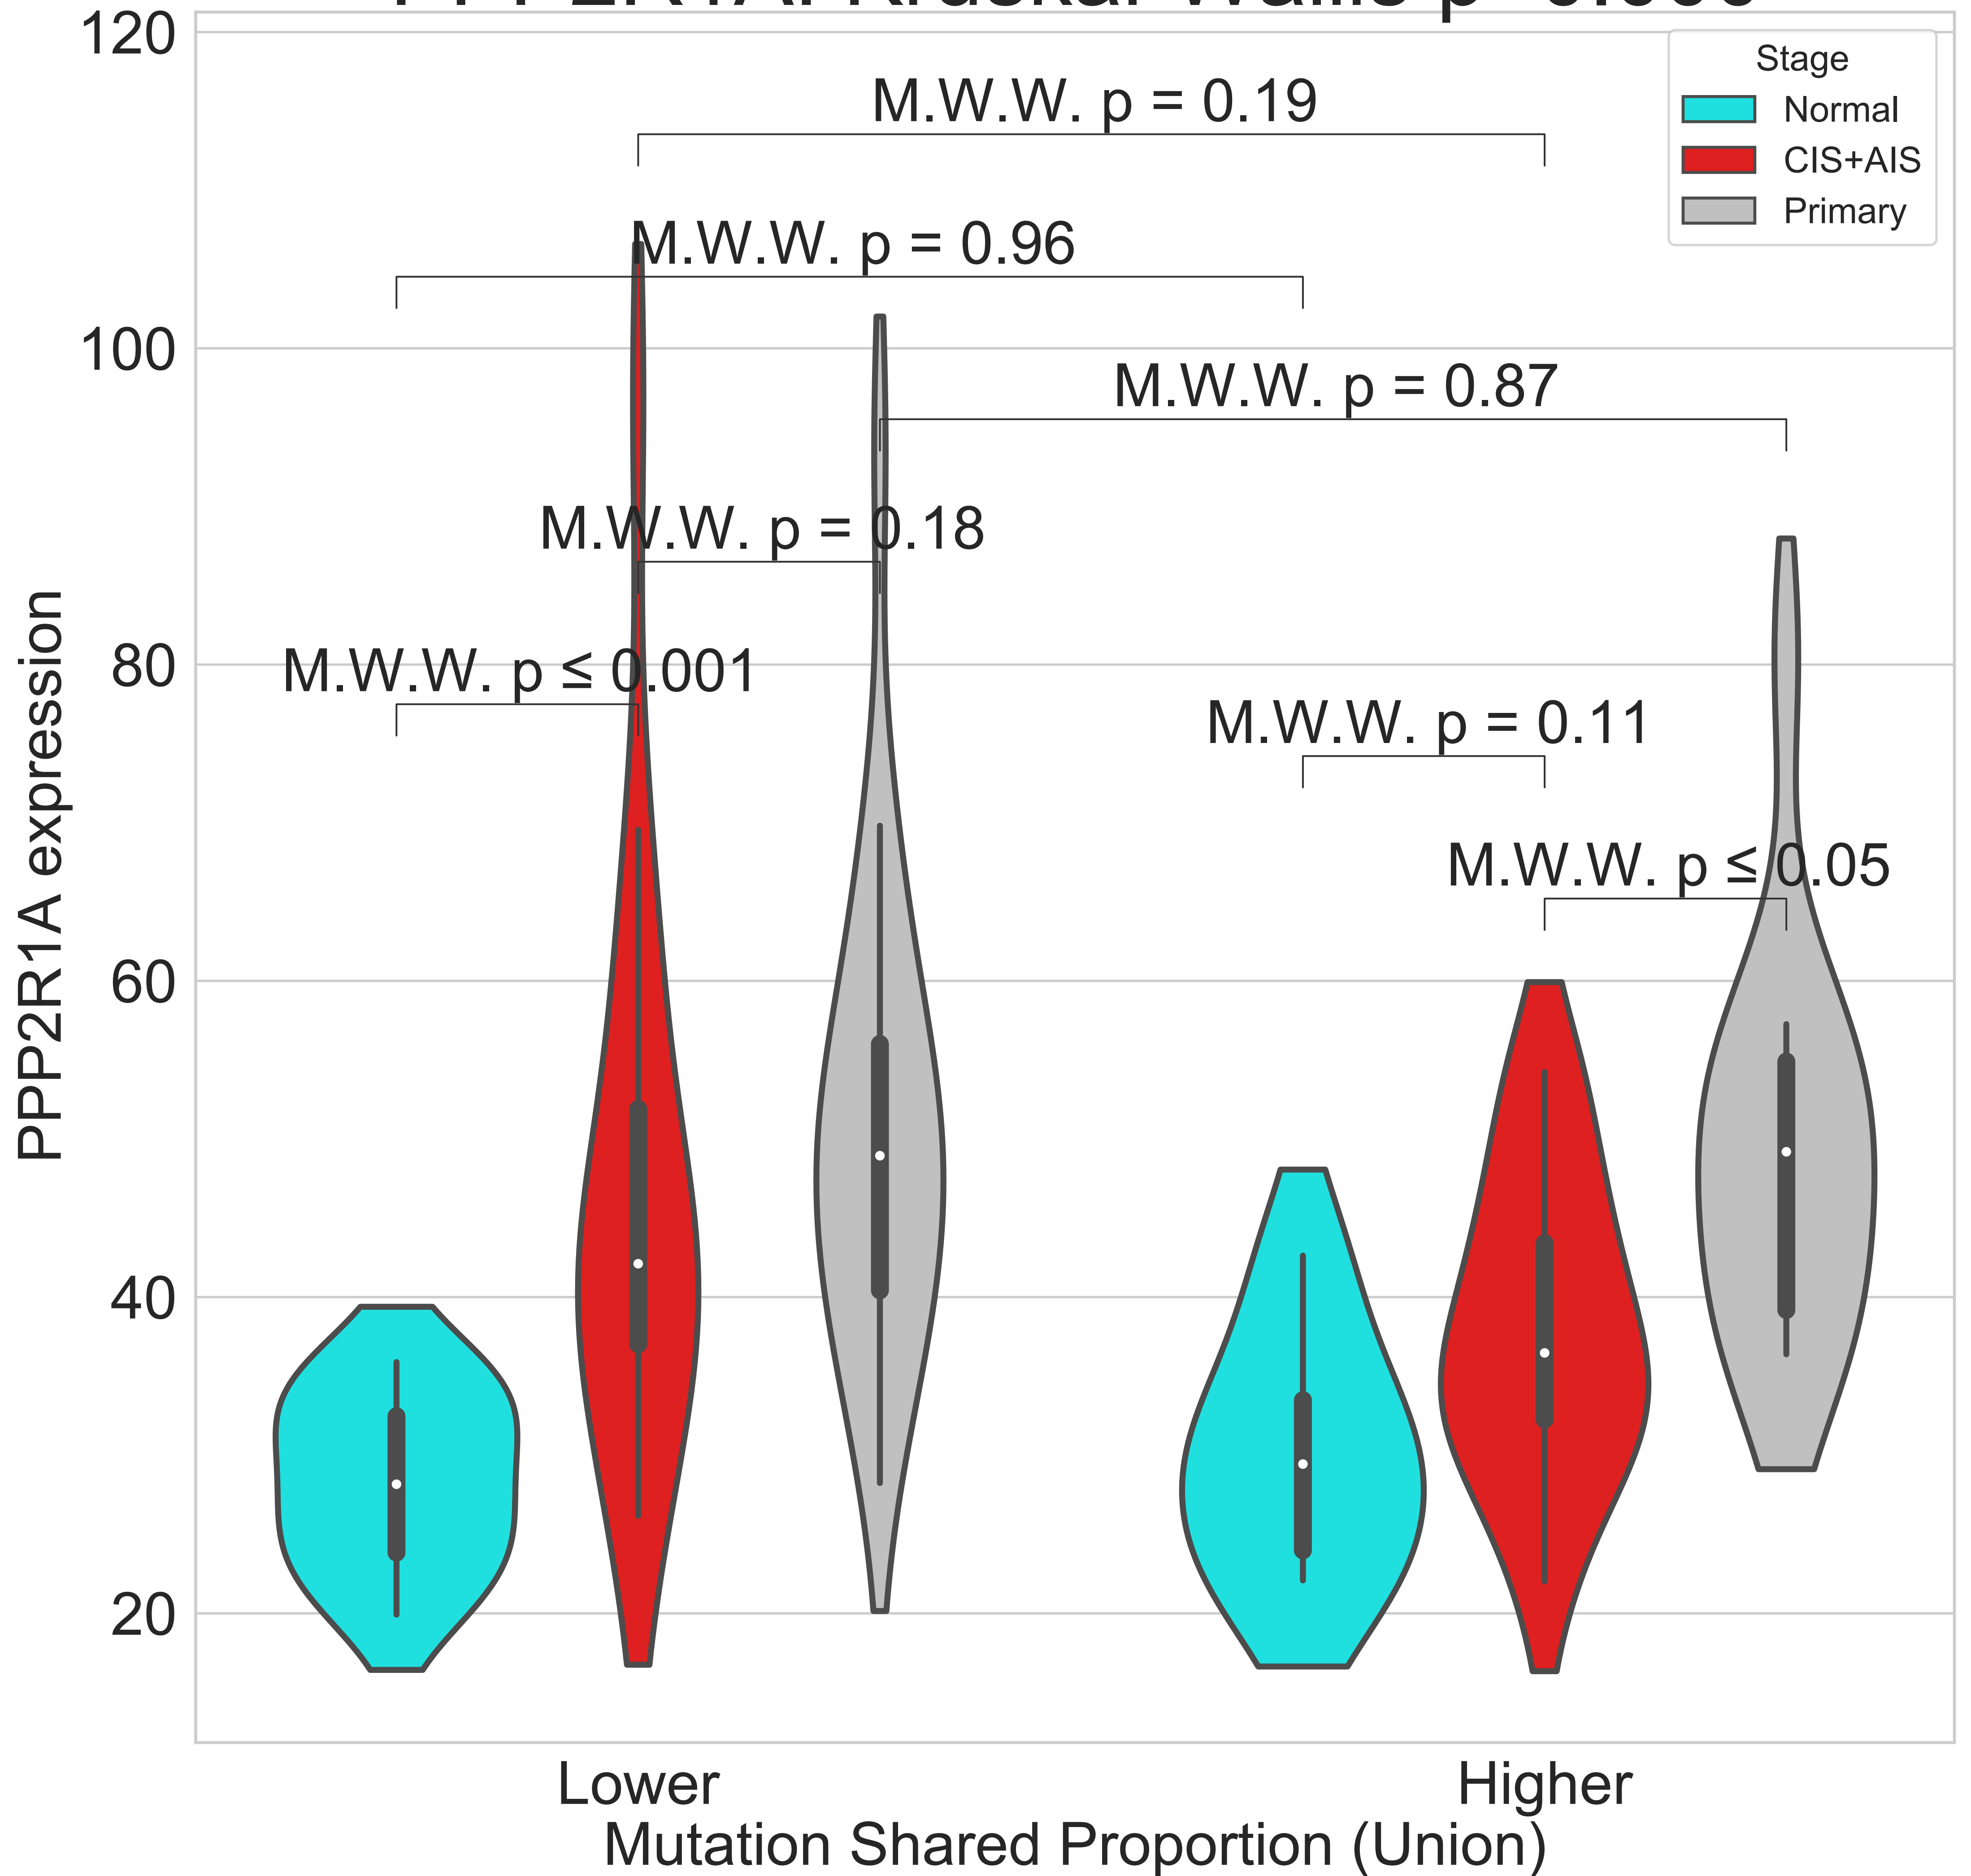 120
Stage
Normal
CIS+AIS
Primary
M.W.W. p = 0.19
M.W.W. p = 0.96
100
M.W.W. p = 0.87
M.W.W. p = 0.18
80
M.W.W. p ≤ 0.001
M.W.W. p = 0.11
M.W.W. p ≤ 0.05
60
40
20
PPP2R1A expression
Lower
Higher
Mutation Shared Proportion (Union)